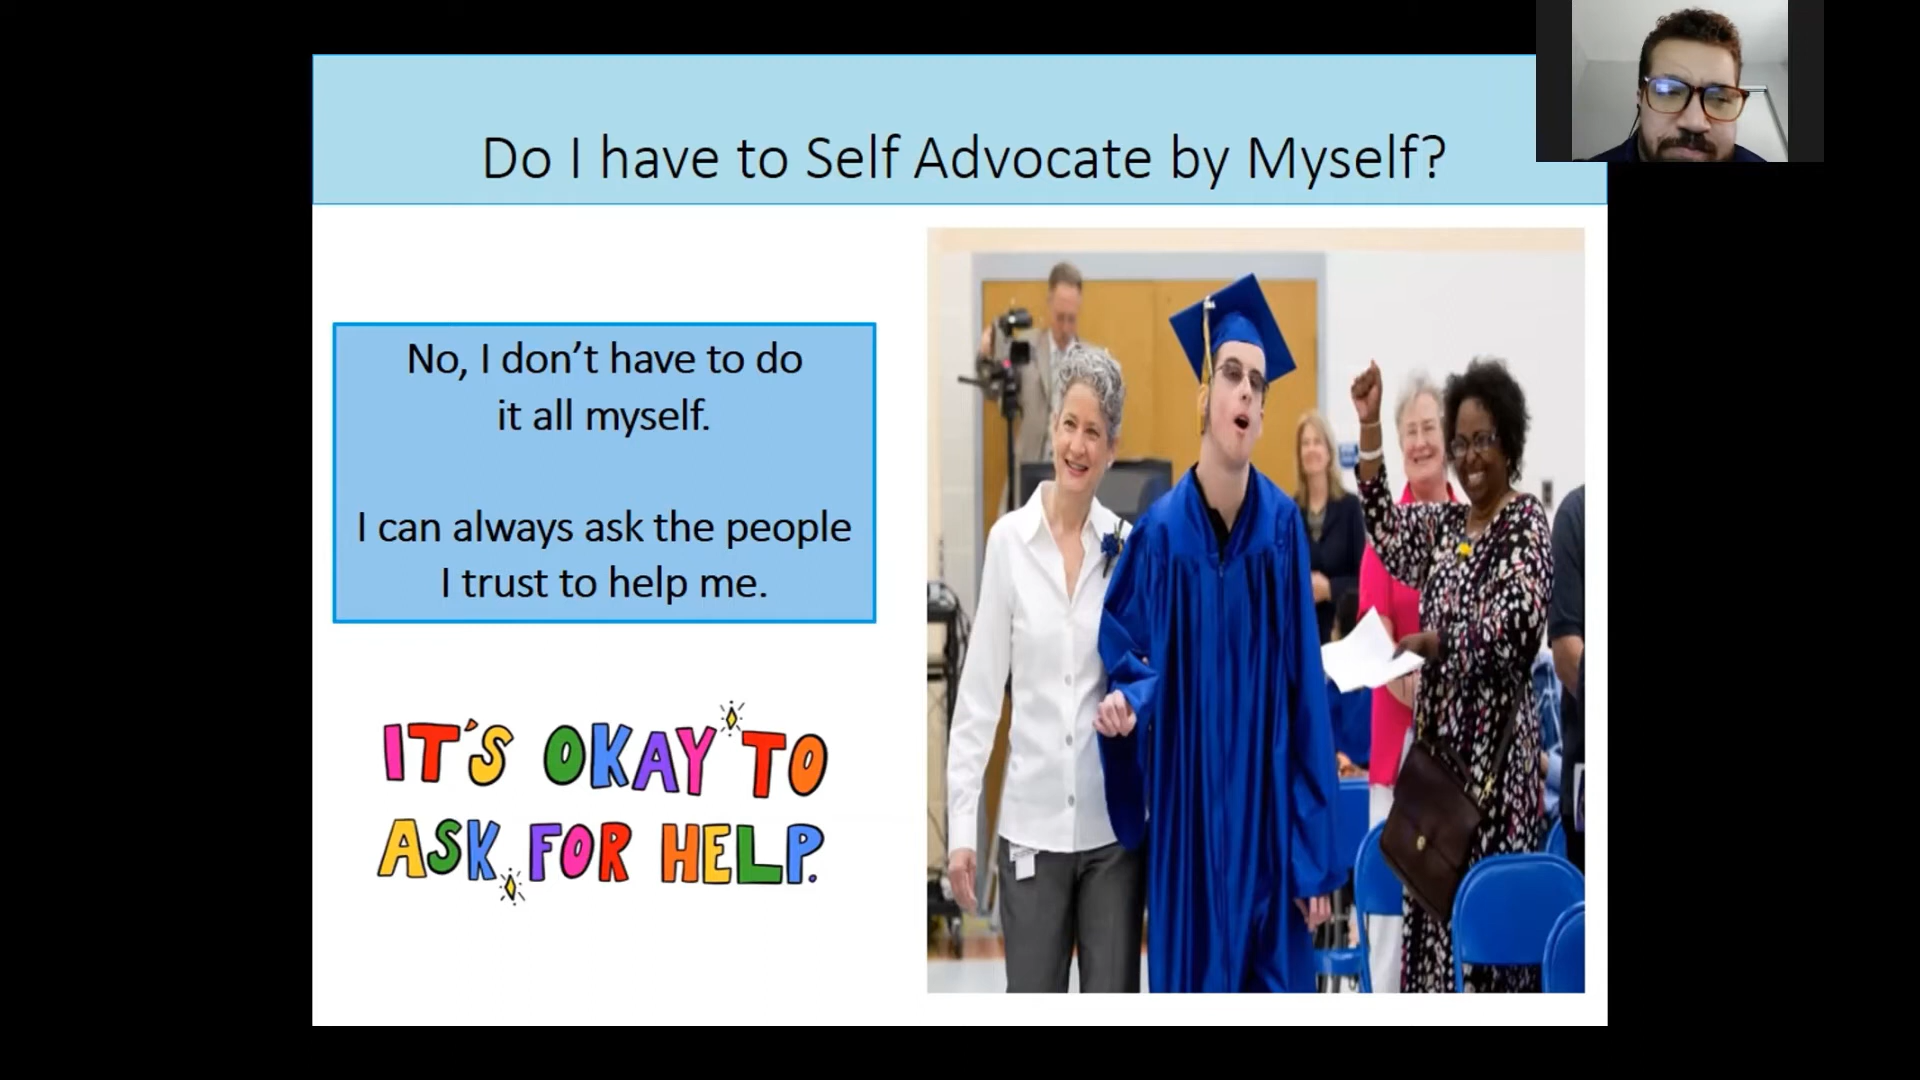 Do I have to Self Advocate by Myself?
No, I don’t have to do
it all myself.
I can always ask the people
I trust to help me.
IT'S OKAY TO
ASK FOR HELP.